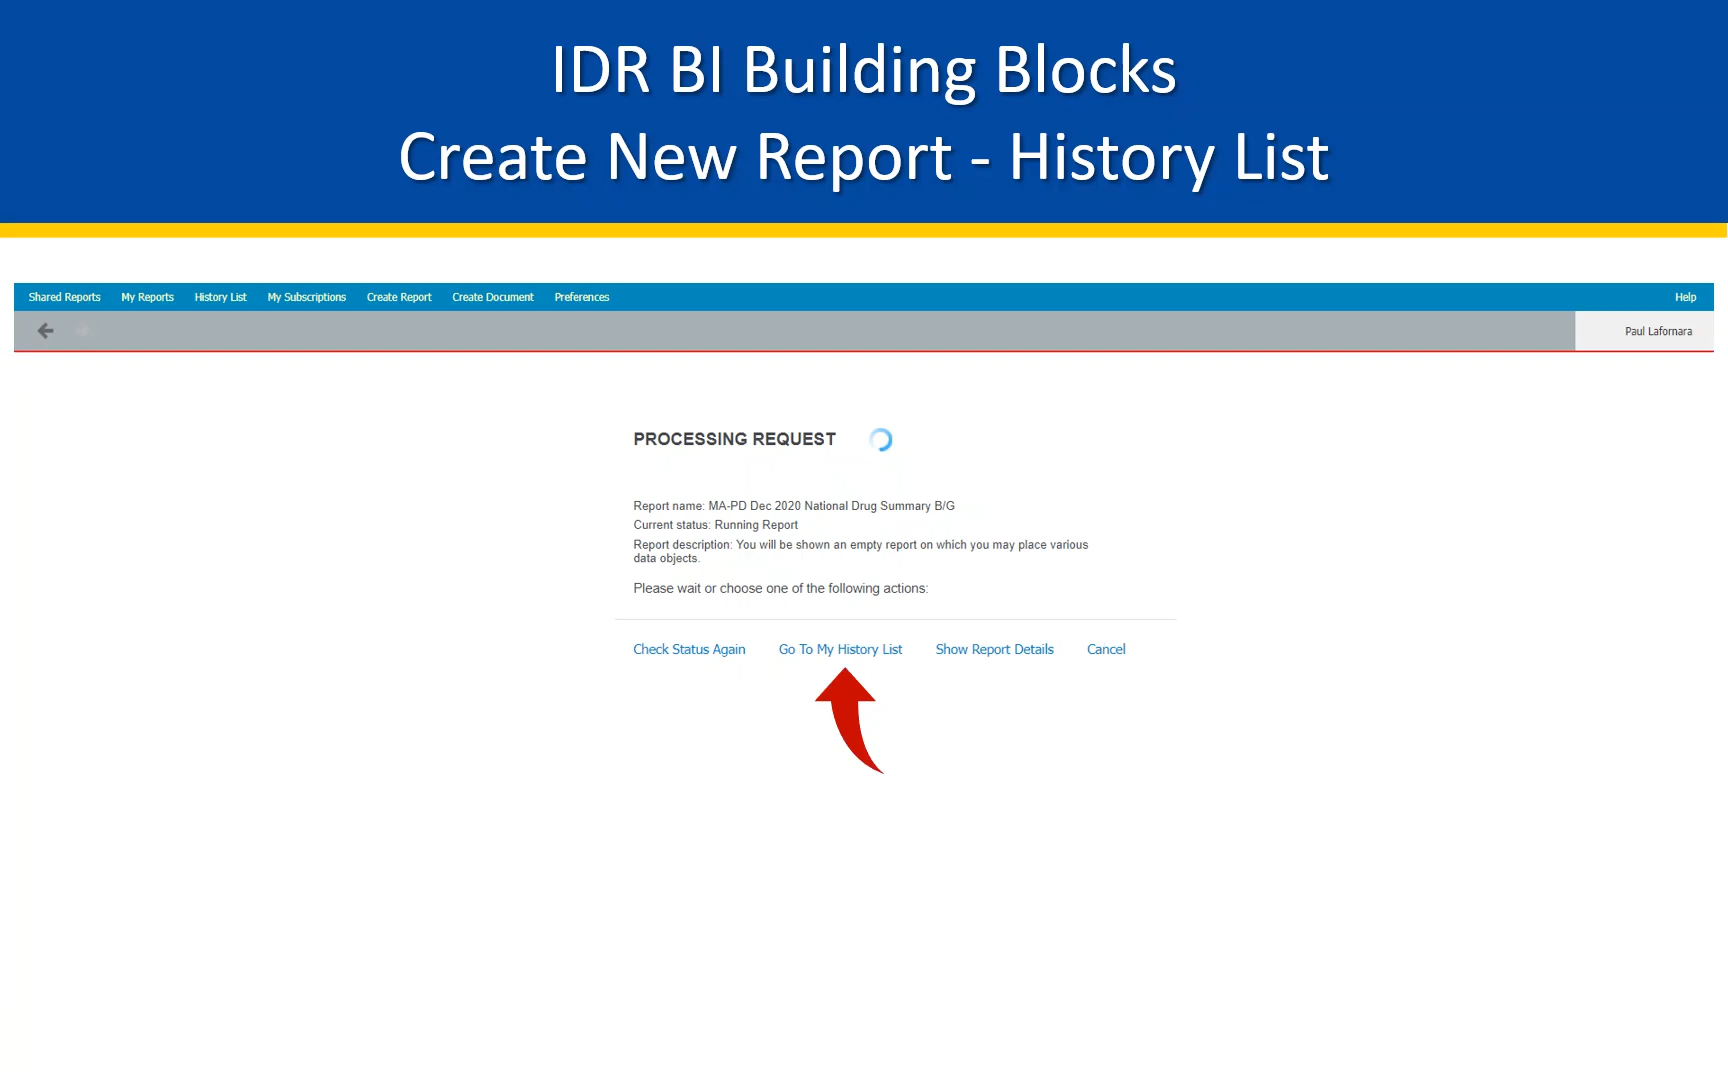 IDR BI Building Blocks
Create New Report - History List
Shared Reports My Reports History List My Subscriptions Create Report Create Document Preferences Help
Paul Lafornara
PROCESSING REQUEST
Report name: MA-PD Dec 2020 National Drug Summary B/G
Current status: Running Report
Report description: You will be shown an empty report on which you may place various
data objects.
Please wait or choose one of the following actions:
Check Status Again Go To My History List Show Report Details Cancel